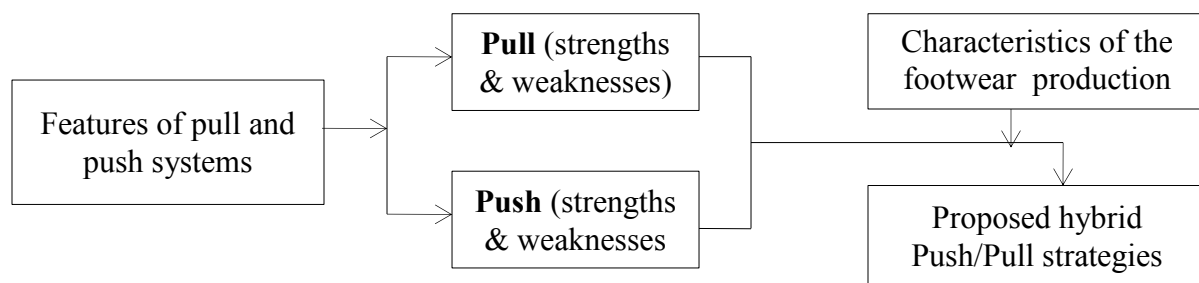 Features of pull and
push systems
Pull (strengths
& weaknesses)
Push (strengths
& weaknesses
Characteristics of the
footwear production
Proposed hybrid
Push/Pull strategies